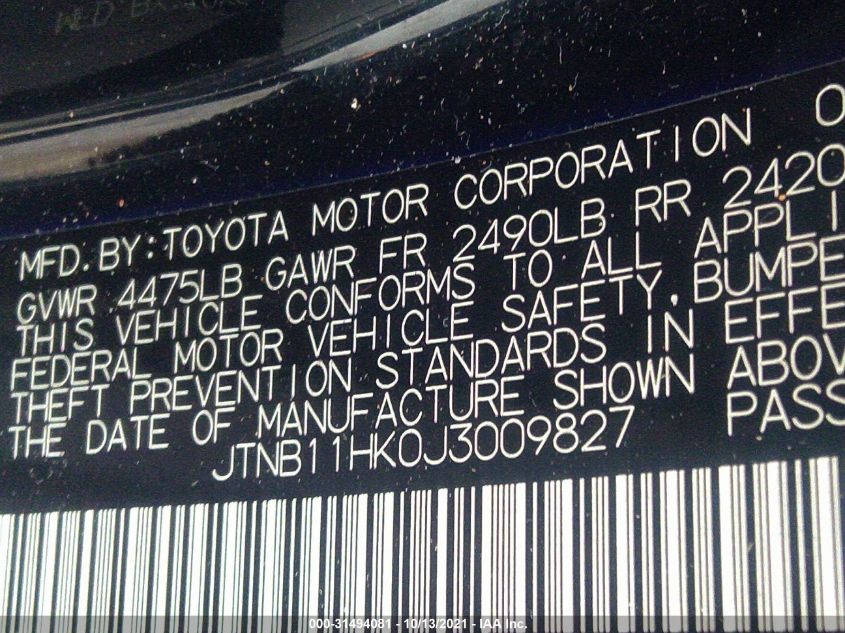 MFD. BY: TOYOTA MOTOR CORPORATION 0
GVWR 4475LB GAWR FR 2490LB RR 2420
THIS VEHICLE CONFORMS TO ALL APPLI
FEDERAL MOTOR VEHICLE SAFETY, BUMPE
THEFT PREVENTION STANDARDS IN EFFE
THE DATE OF MANUFACTURE SHOWN ABOV
JTNB11HK0J3009827 PASS
000-31494081 - 10/13/2021 - IAA Inc.